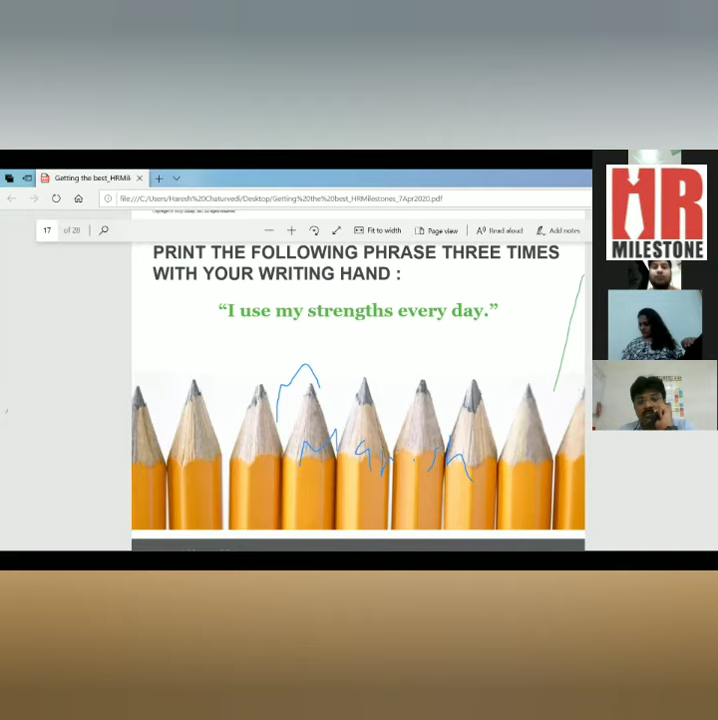 Getting the best_HRMil
file:///C:/Users/Haresh%20Chaturvedi/Desktop/Getting%20the%20best_HRMilestones_7Apr2020.pdf
17 of 28
Fit to width
Page view
Read aloud
Add notes
PRINT THE FOLLOWING PHRASE THREE TIMES
WITH YOUR WRITING HAND :
“I use my strengths every day.”
HR
MILESTONE